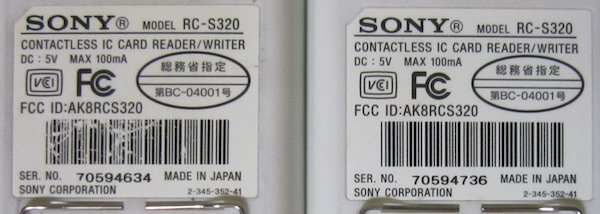 SONY® MODEL RC-S320
CONTACTLESS IC CARD READER/WRITER
DC : 5V MAX 100mA
VCI FC
総務省指定
第BC-04001号
FCC ID:AK8RCS320
SER. NO. 70594634 MADE IN JAPAN
SONY CORPORATION 2-345-352-41
SONY® MODEL RC-S320
CONTACTLESS IC CARD READER/WRITER
DC : 5V MAX 100mA
VCI FC
総務省指定
第BC-04001号
FCC ID:AK8RCS320
SER. NO. 70594736 MADE IN JAPAN
SONY CORPORATION 2-345-352-41